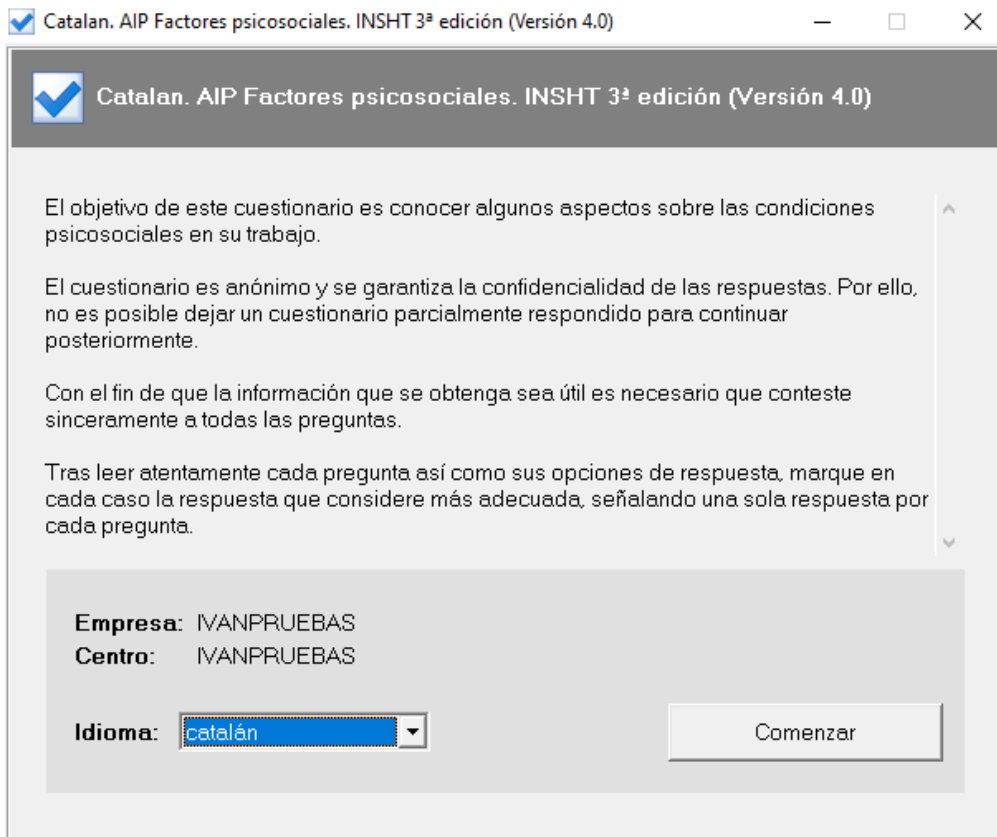 Catalan. AIP Factores psicosociales. INSHT 3ª edición (Versión 4.0)
Catalan. AIP Factores psicosociales. INSHT 3ª edición (Versión 4.0)
El objetivo de este cuestionario es conocer algunos aspectos sobre las condiciones
psicosociales en su trabajo.
El cuestionario es anónimo y se garantiza la confidencialidad de las respuestas. Por ello,
no es posible dejar un cuestionario parcialmente respondido para continuar
posteriormente.
Con el fin de que la información que se obtenga sea útil es necesario que conteste
sinceramente a todas las preguntas.
Tras leer atentamente cada pregunta así como sus opciones de respuesta, marque en
cada caso la respuesta que considere más adecuada, señalando una sola respuesta por
cada pregunta.
Empresa: IVANPRUEBAS
Centro: IVANPRUEBAS
Idioma: catalán
Comenzar